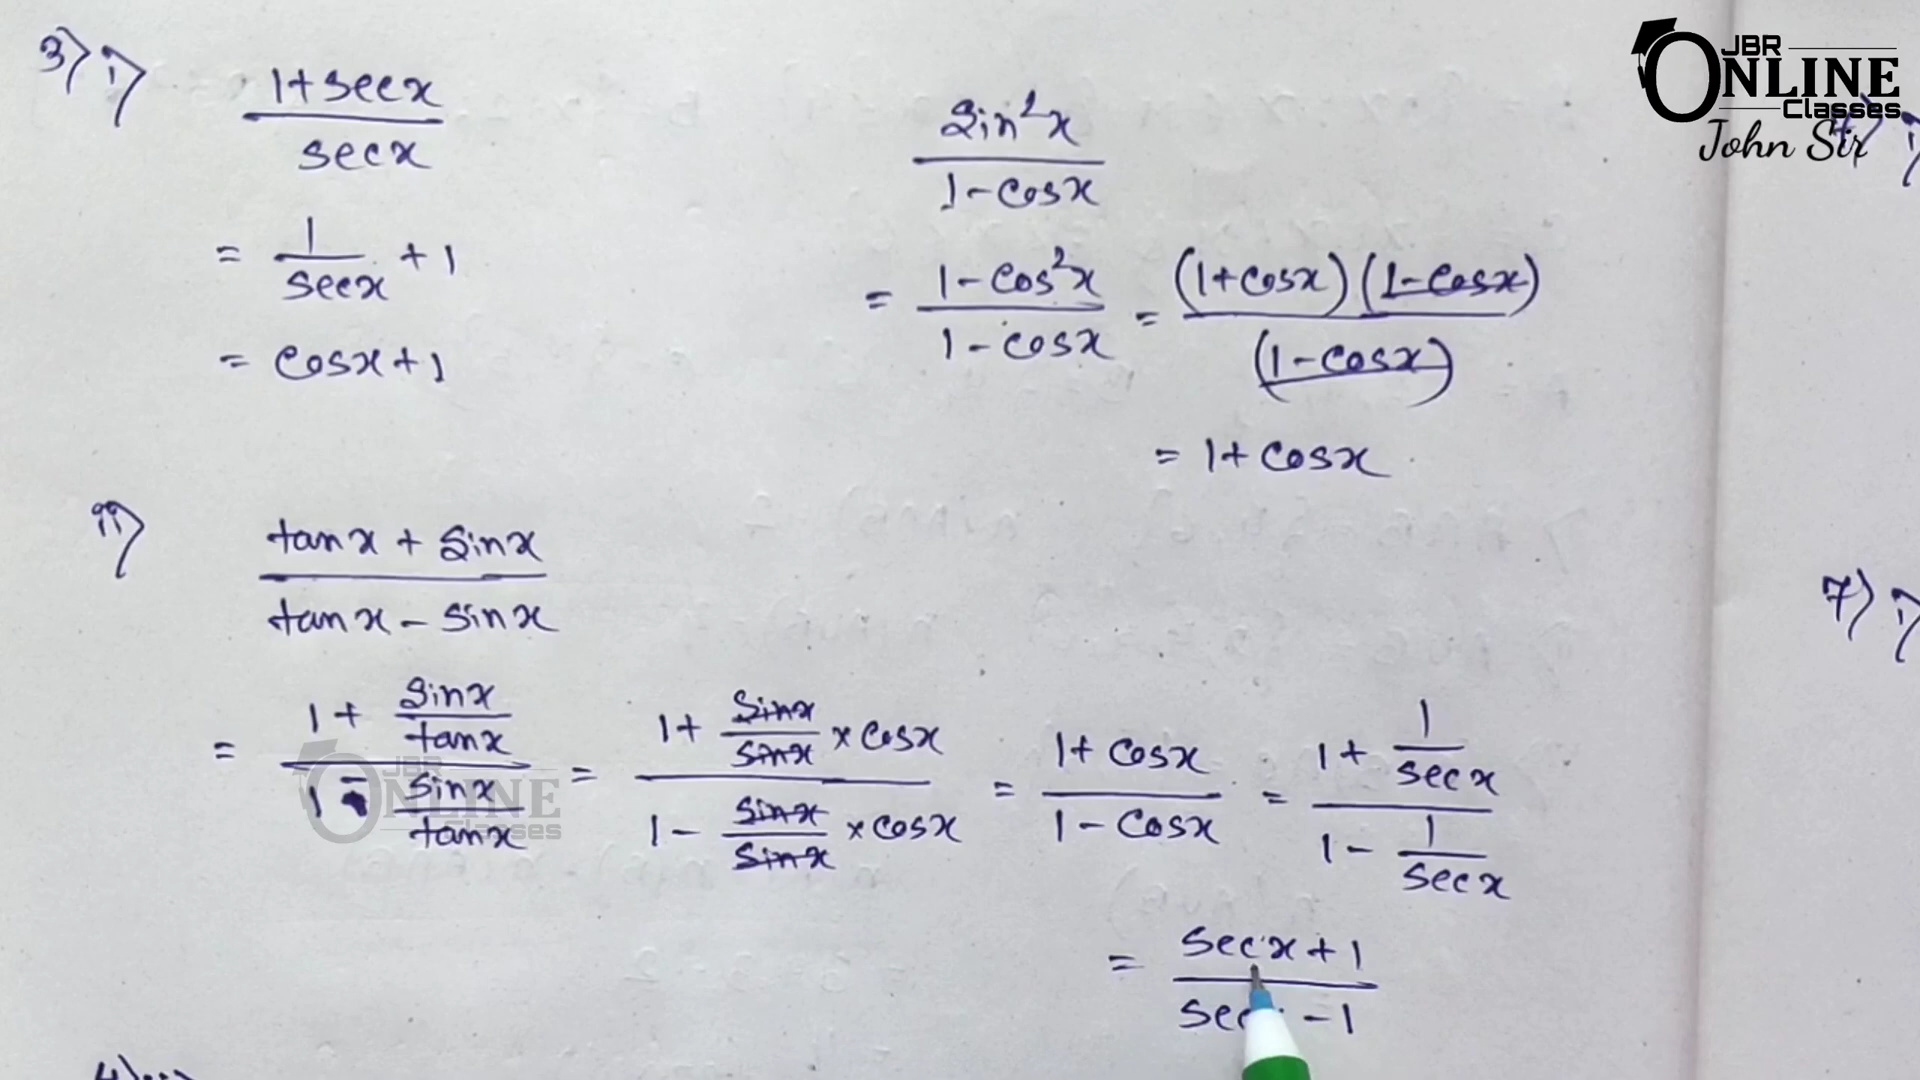 JBR
ONLINE
Classes
John Sir
3) i)
1+secx
secx
= 1/secx + 1
= cosx+1
sin²x
1-cosx
= 1-cos²x / 1-cosx = (1+cosx)(1-cosx) / (1-cosx)
= 1+cosx
ii)
tanx + sinx
tanx - sinx
= 1+ sinx/tanx / 1- sinx/tanx = 1+ sinx/sinx × cosx / 1- sinx/sinx × cosx = 1+cosx / 1-cosx = 1+ 1/secx / 1- 1/secx
JBR
ONLINE
Classes
= secx+1 / sec -1
7) i)